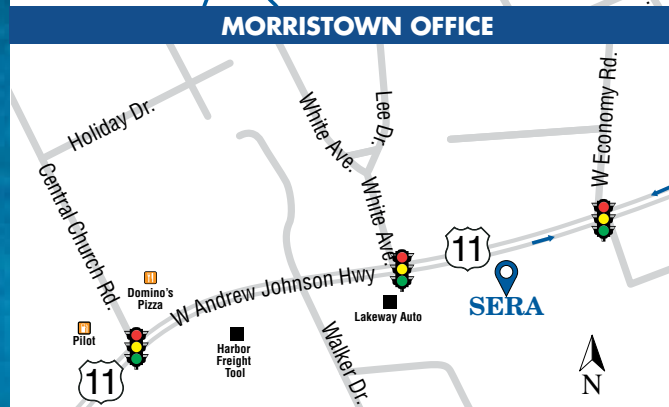 MORRISTOWN OFFICE
Holiday Dr.
White Ave.
Lee Dr.
W Economy Rd.
Central Church Rd.
White Ave.
11
Domino's
Pizza
W Andrew Johnson Hwy
SERA
Lakeway Auto
Pilot
Harbor
Freight
Tool
Walker Dr.
11
N